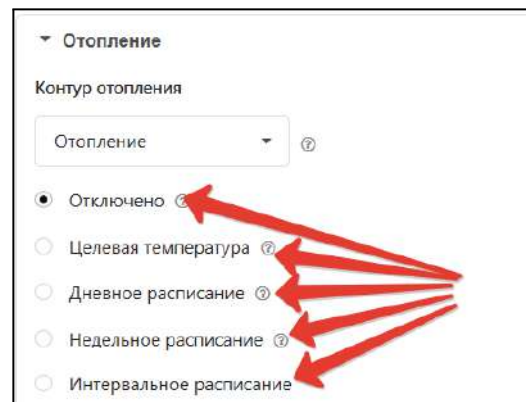 Отопление
Контур отопления
Отопление
Отключено
Целевая температура
Дневное расписание
Недельное расписание
Интервальное расписание